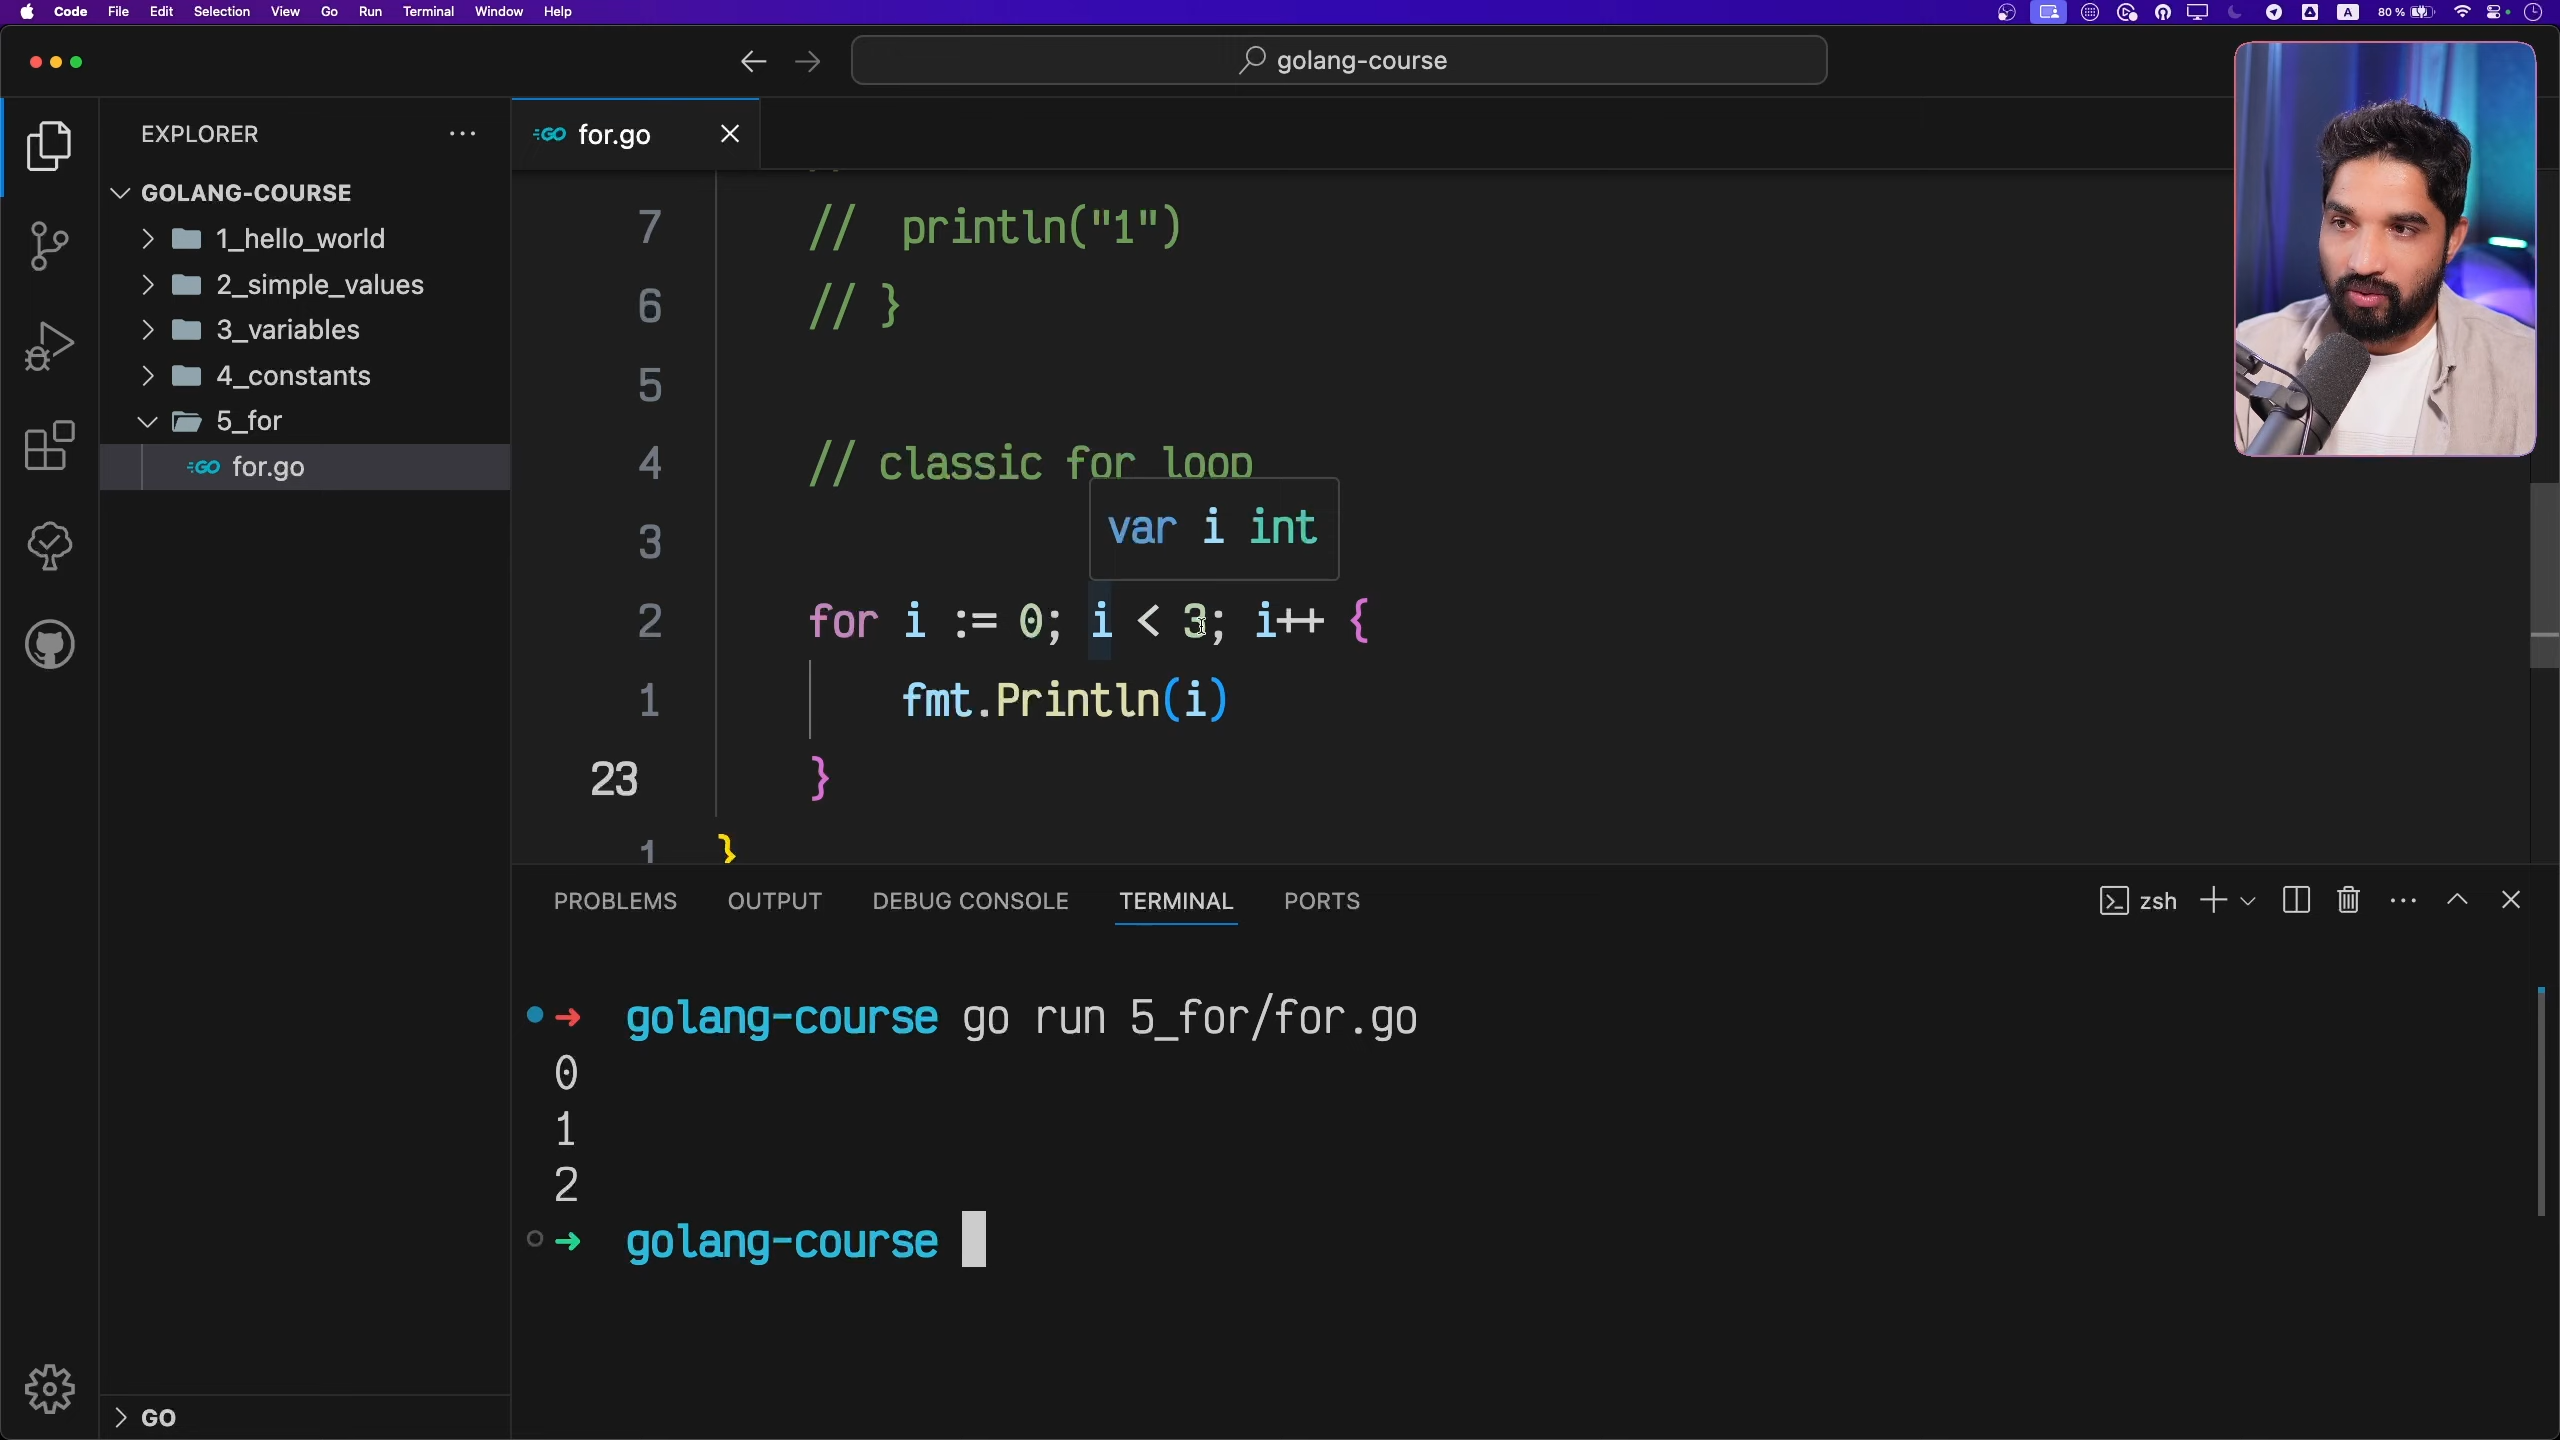 Code File Edit Selection View Go Run Terminal Window Help
A 80 %
golang-course
EXPLORER
GOLANG-COURSE
1_hello_world
2_simple_values
3_variables
4_constants
5_for
GO for.go
GO
GO for.go
7 // println("1")
6 // }
5
4 // classic for loop
var i int
3
2 for i := 0; i < 3; i++ {
1 fmt.Println(i)
23 }
1 }
PROBLEMS OUTPUT DEBUG CONSOLE TERMINAL PORTS
zsh
golang-course go run 5_for/for.go
0
1
2
golang-course